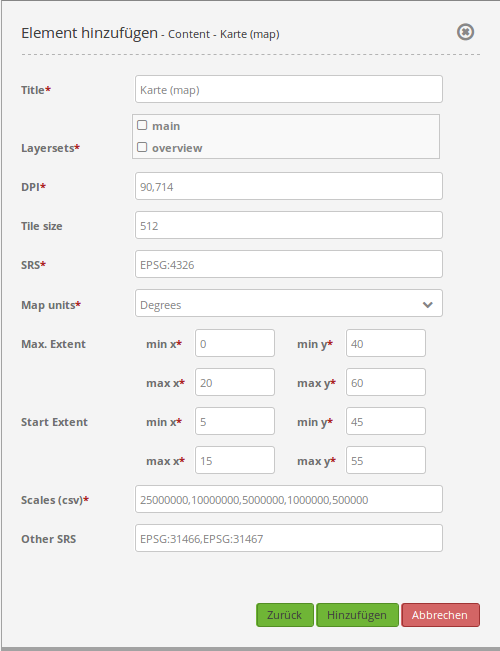 Element hinzufügen - Content - Karte (map)
Title* Karte (map)
Layersets* main
overview
DPI* 90,714
Tile size 512
SRS* EPSG:4326
Map units* Degrees
Max. Extent min x* 0 min y* 40
max x* 20 max y* 60
Start Extent min x* 5 min y* 45
max x* 15 max y* 55
Scales (csv)* 25000000,10000000,5000000,1000000,500000
Other SRS EPSG:31466,EPSG:31467
Zurück Hinzufügen Abbrechen